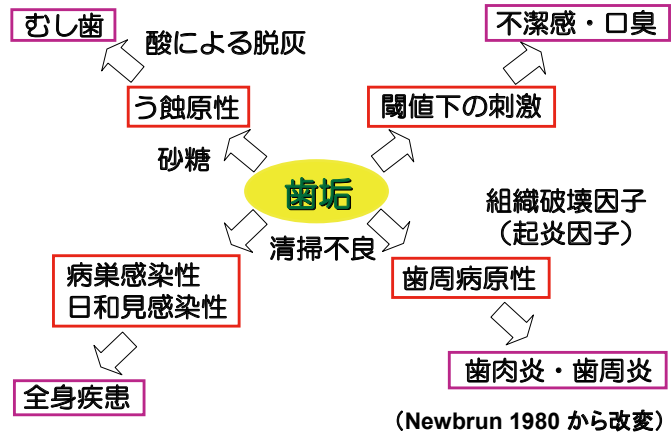 むし歯
不潔感・口臭
酸による脱灰
う蝕原性
閾値下の刺激
砂糖
歯垢
組織破壊因子
（起炎因子）
清掃不良
病巣感染性
日和見感染性
歯周病原性
全身疾患
歯肉炎・歯周炎
（Newbrun 1980 から改変）